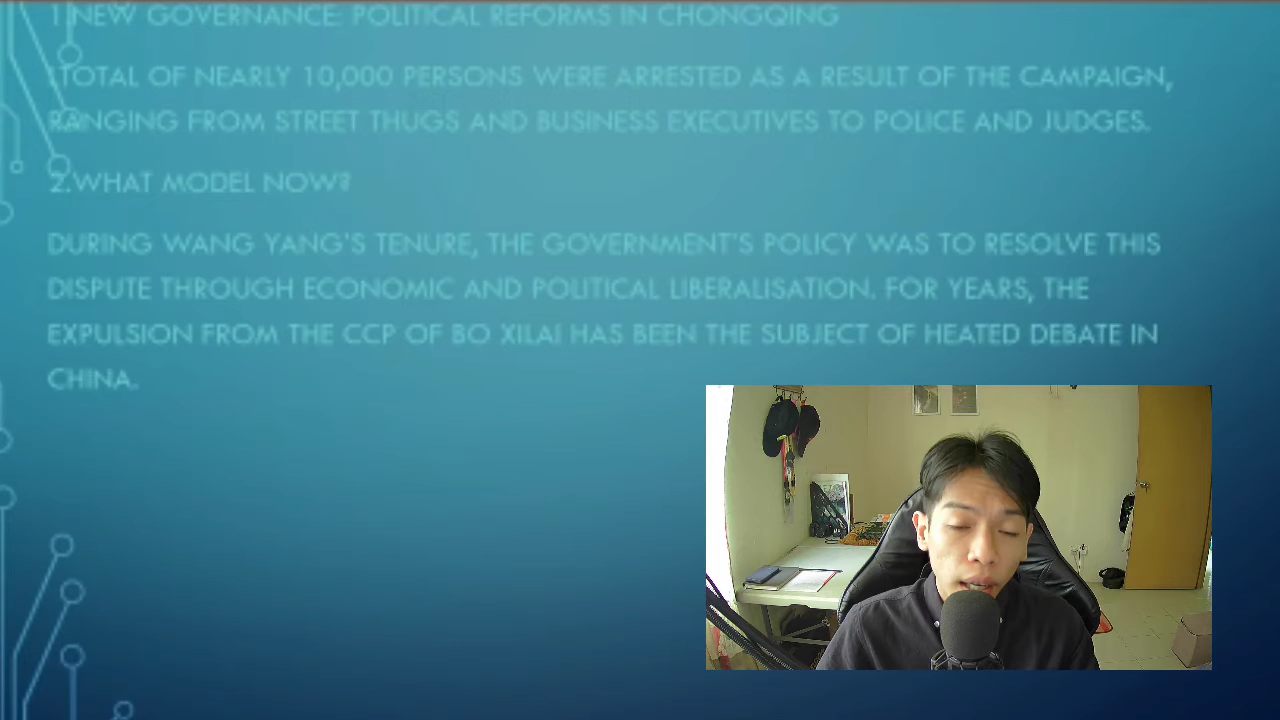 1.NEW GOVERNANCE: POLITICAL REFORMS IN CHONGQING
TOTAL OF NEARLY 10,000 PERSONS WERE ARRESTED AS A RESULT OF THE CAMPAIGN,
RANGING FROM STREET THUGS AND BUSINESS EXECUTIVES TO POLICE AND JUDGES.
2.WHAT MODEL NOW?
DURING WANG YANG'S TENURE, THE GOVERNMENT'S POLICY WAS TO RESOLVE THIS
DISPUTE THROUGH ECONOMIC AND POLITICAL LIBERALISATION. FOR YEARS, THE
EXPULSION FROM THE CCP OF BO XILAI HAS BEEN THE SUBJECT OF HEATED DEBATE IN
CHINA.